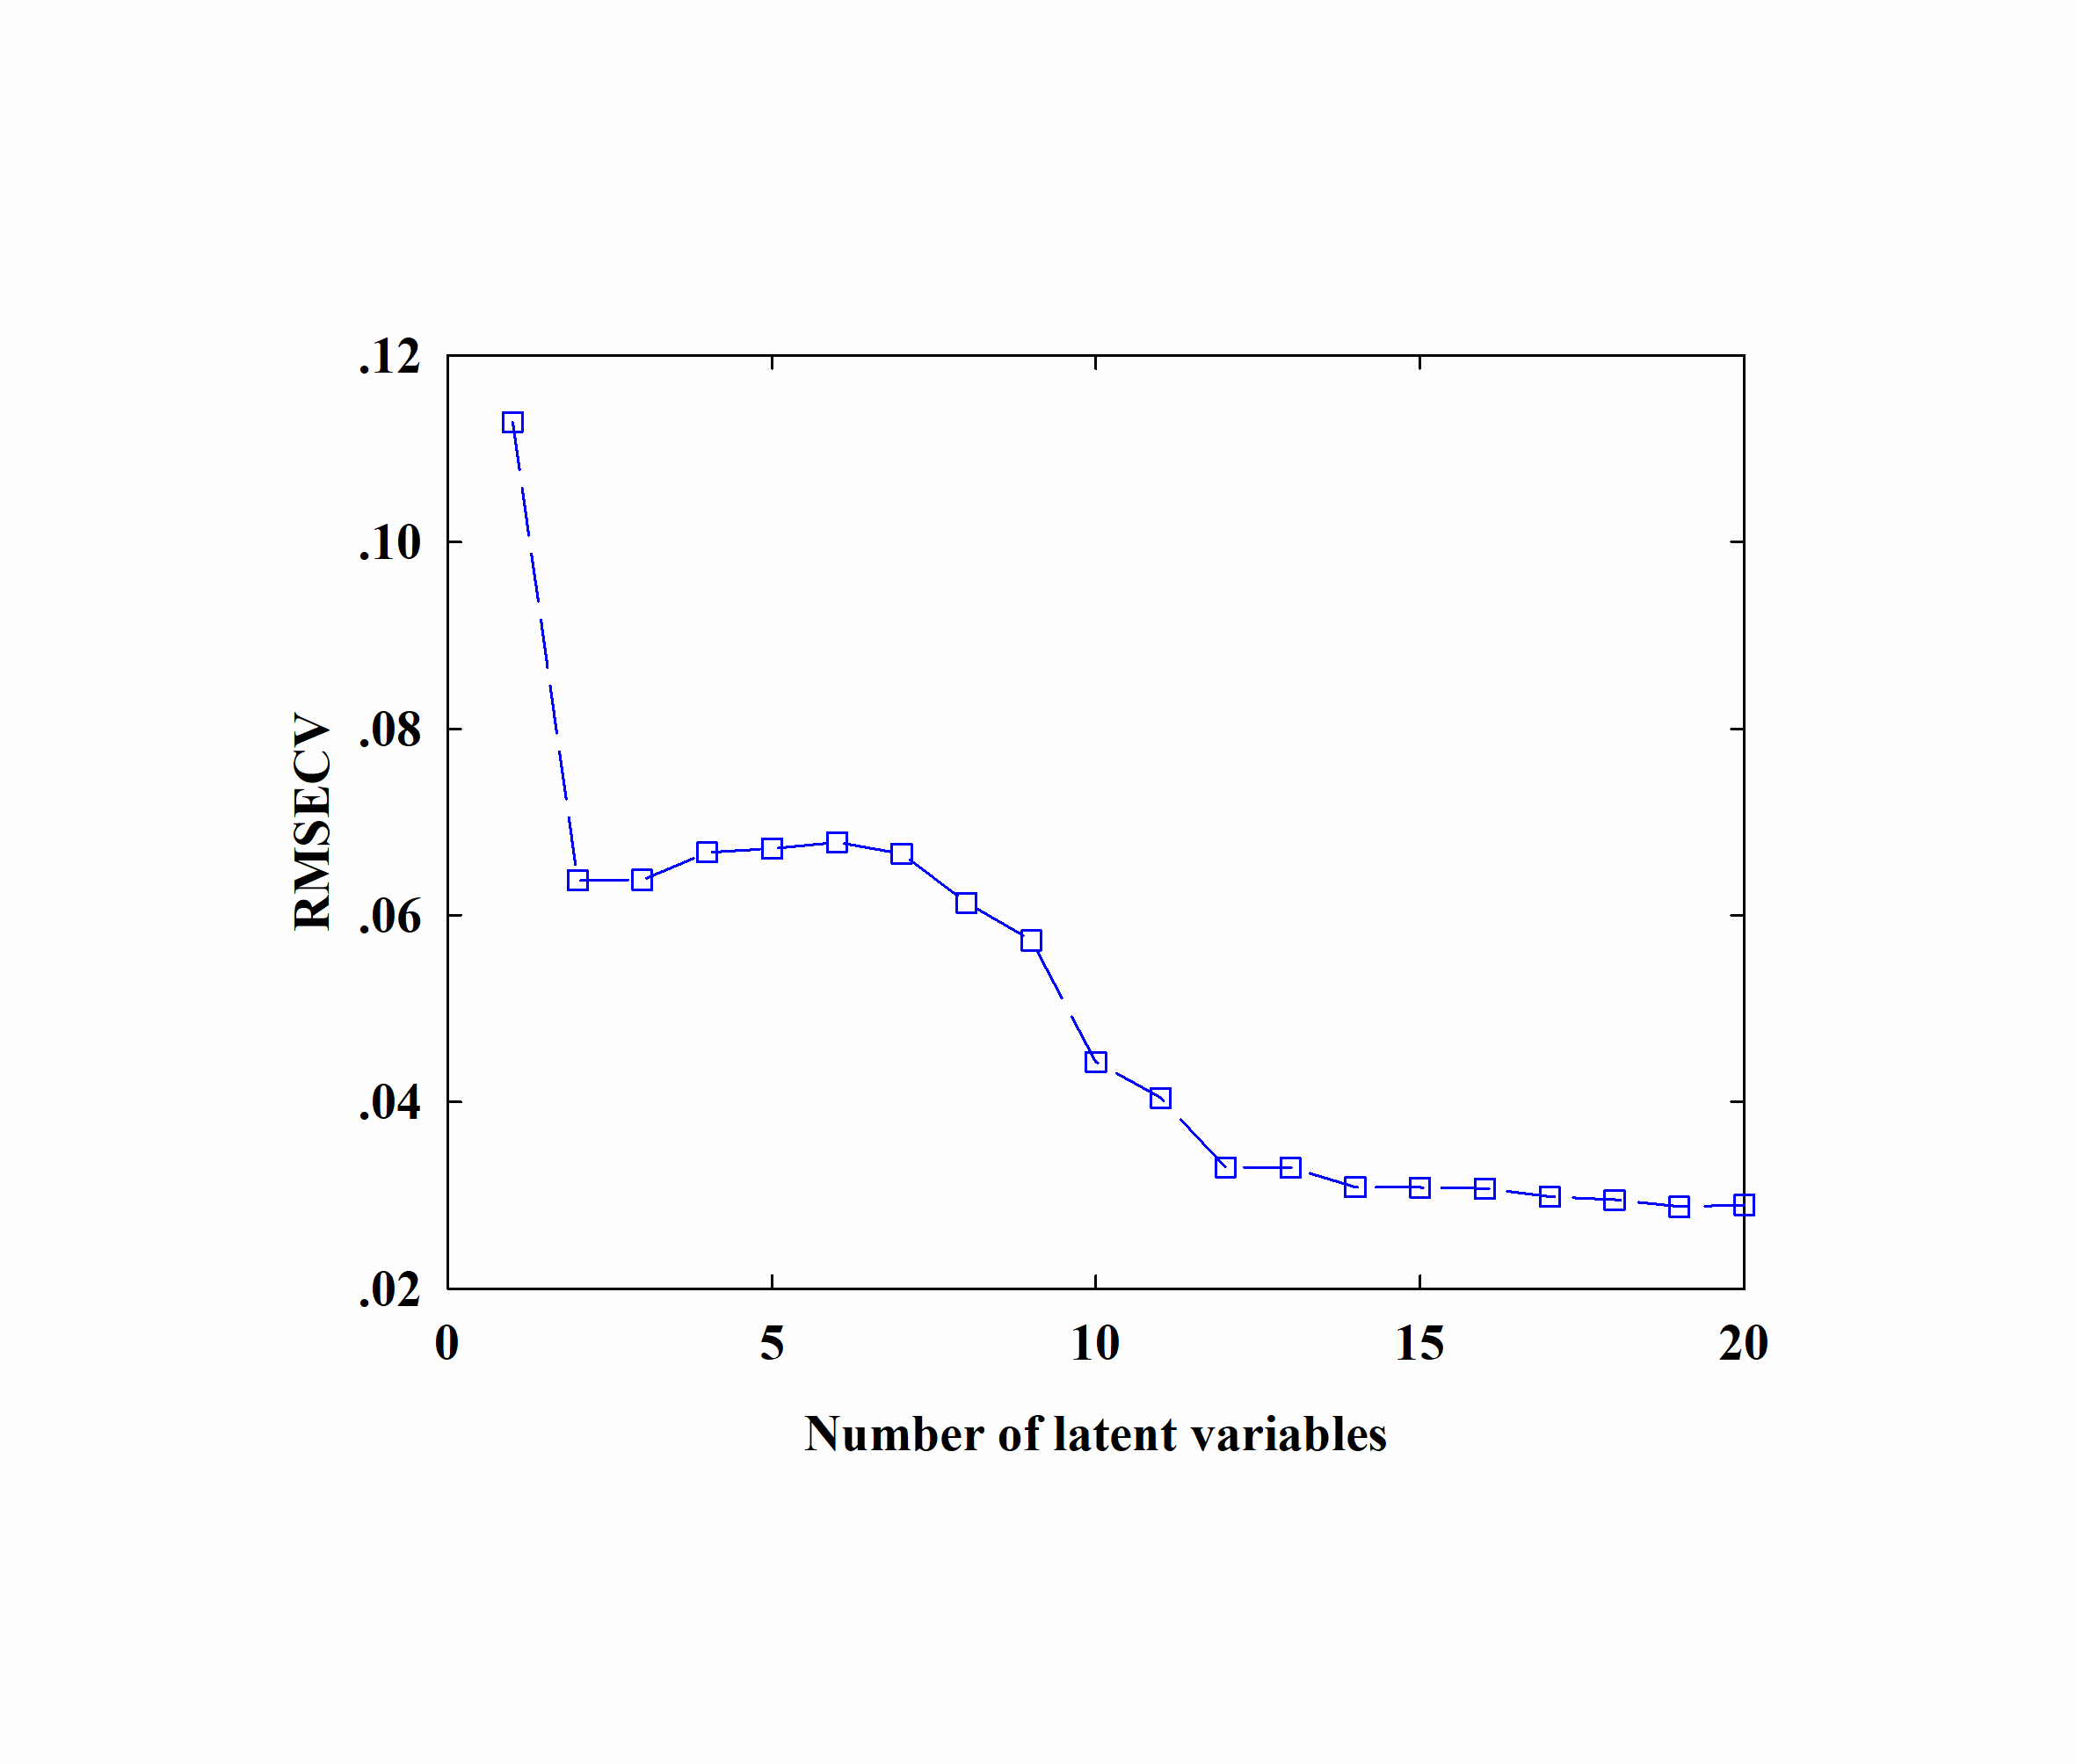 .12
.10
.08
.06
.04
.02
RMSECV
0 5 10 15 20
Number of latent variables